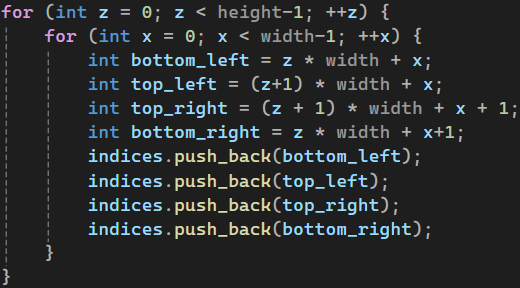 for (int z = 0; z < height-1; ++z) {
    for (int x = 0; x < width-1; ++x) {
        int bottom_left = z * width + x;
        int top_left = (z+1) * width + x;
        int top_right = (z + 1) * width + x + 1;
        int bottom_right = z * width + x+1;
        indices.push_back(bottom_left);
        indices.push_back(top_left);
        indices.push_back(top_right);
        indices.push_back(bottom_right);
    }
}